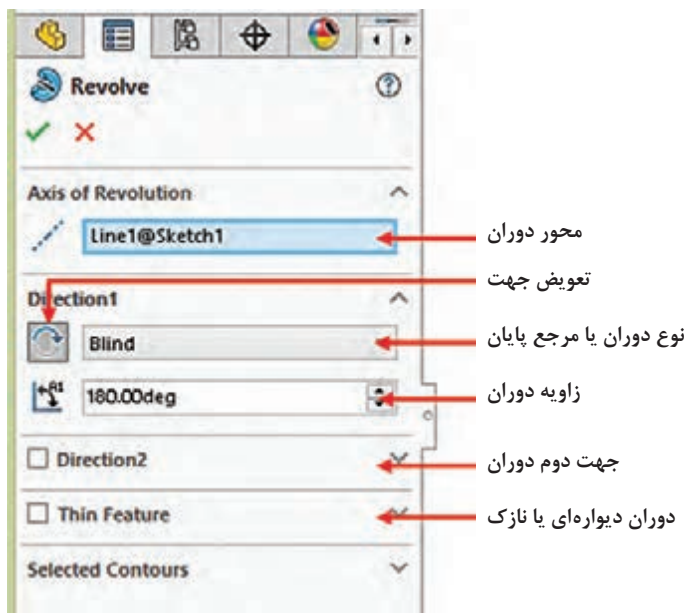 Revolve
Axis of Revolution
Line1@Sketch1
محور دوران
تعویض جهت
Direction1
Blind
نوع دوران یا مرجع پایان
180.00deg
زاویه دوران
Direction2
جهت دوم دوران
Thin Feature
دوران دیواره‌ای یا نازک
Selected Contours